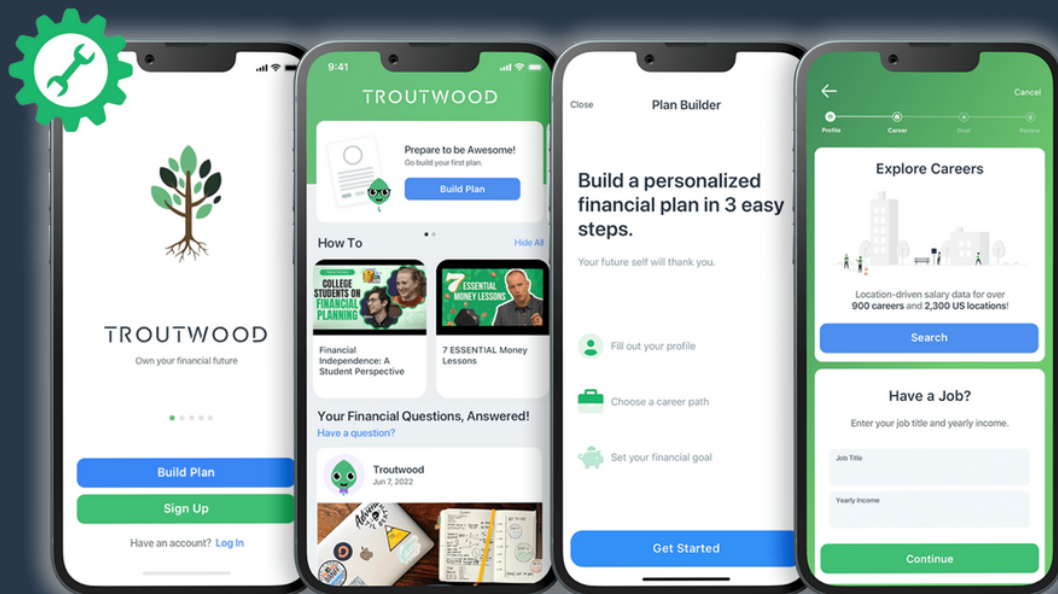 TROUTWOOD
Own your financial future
Build Plan
Sign Up
Have an account? Log In
9:41
TROUTWOOD
Prepare to be Awesome!
Go build your first plan.
Build Plan
How To
Hide All
COLLEGE
STUDENTS ON
FINANCIAL
PLANNING
Financial
Independence: A
Student Perspective
7 ESSENTIAL
MONEY LESSONS
7 ESSENTIAL Money
Lessons
Your Financial Questions, Answered!
Have a question?
Troutwood
Jun 7, 2022
Close
Plan Builder
Build a personalized
financial plan in 3 easy
steps.
Your future self will thank you.
Fill out your profile
Choose a career path
Set your financial goal
Get Started
Cancel
Profile
Career
Goal
Review
Explore Careers
Location-driven salary data for over
900 careers and 2,300 US locations!
Search
Have a Job?
Enter your job title and yearly income.
Job Title
Yearly Income
Continue